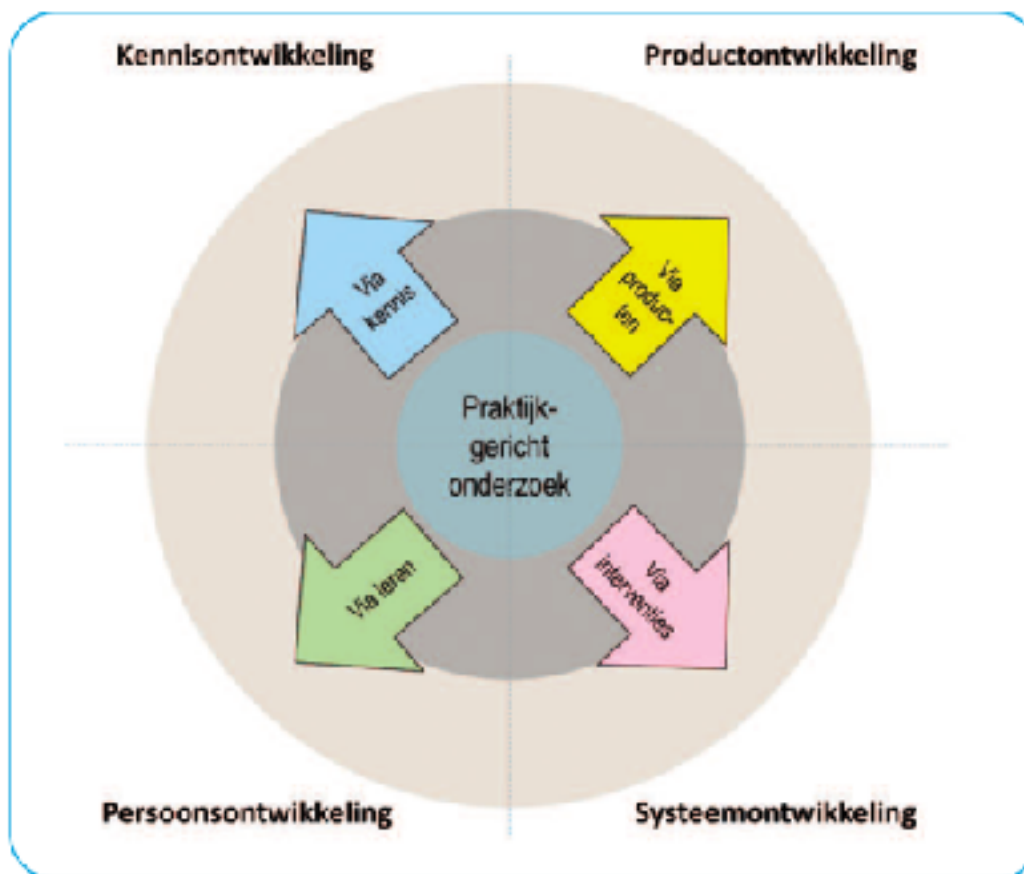 Kennisontwikkeling
Productontwikkeling
Via
kennis
Via
produc-
ten
Praktijk-
gericht
onderzoek
Via leren
Via
interventies
Persoonsontwikkeling
Systeemontwikkeling